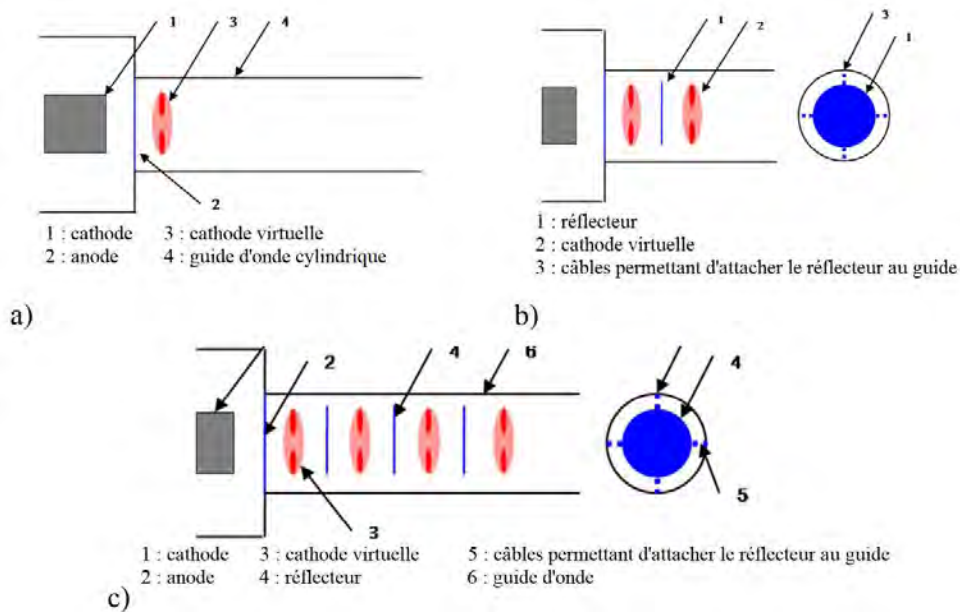 1 3 4
2
1 : cathode 3 : cathode virtuelle
2 : anode 4 : guide d'onde cylindrique
a)
1 2 3 1
1 : réflecteur
2 : cathode virtuelle
3 : câbles permettant d'attacher le réflecteur au guide
b)
2 4 6 4
3 5
1 : cathode 3 : cathode virtuelle 5 : câbles permettant d'attacher le réflecteur au guide
2 : anode 4 : réflecteur 6 : guide d'onde
c)